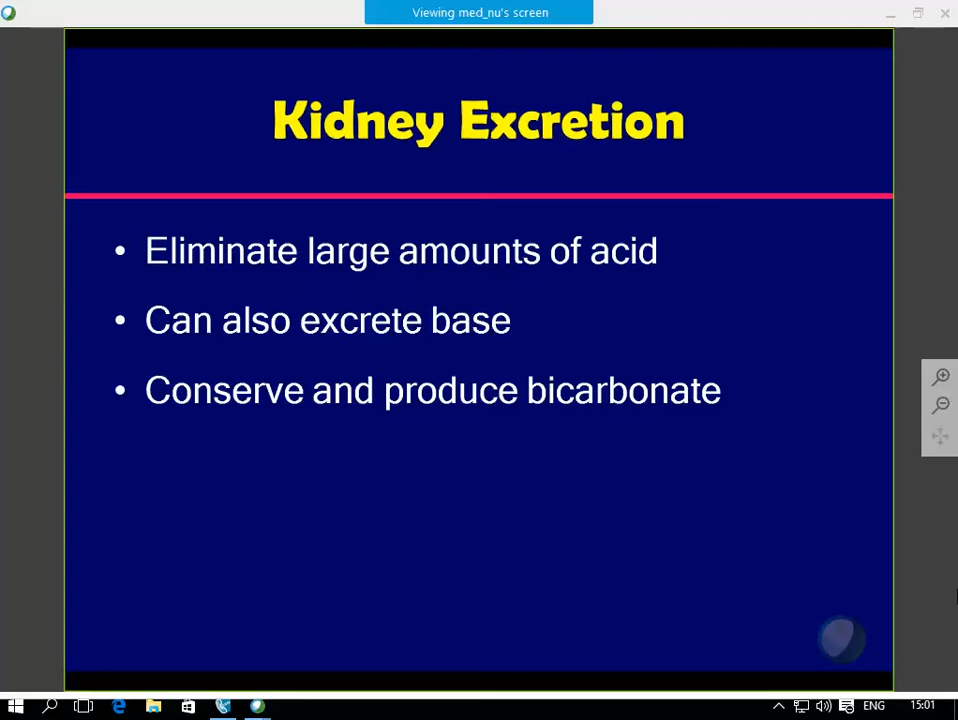 Viewing med_nu's screen
Kidney Excretion
• Eliminate large amounts of acid
• Can also excrete base
• Conserve and produce bicarbonate
ENG
15:01